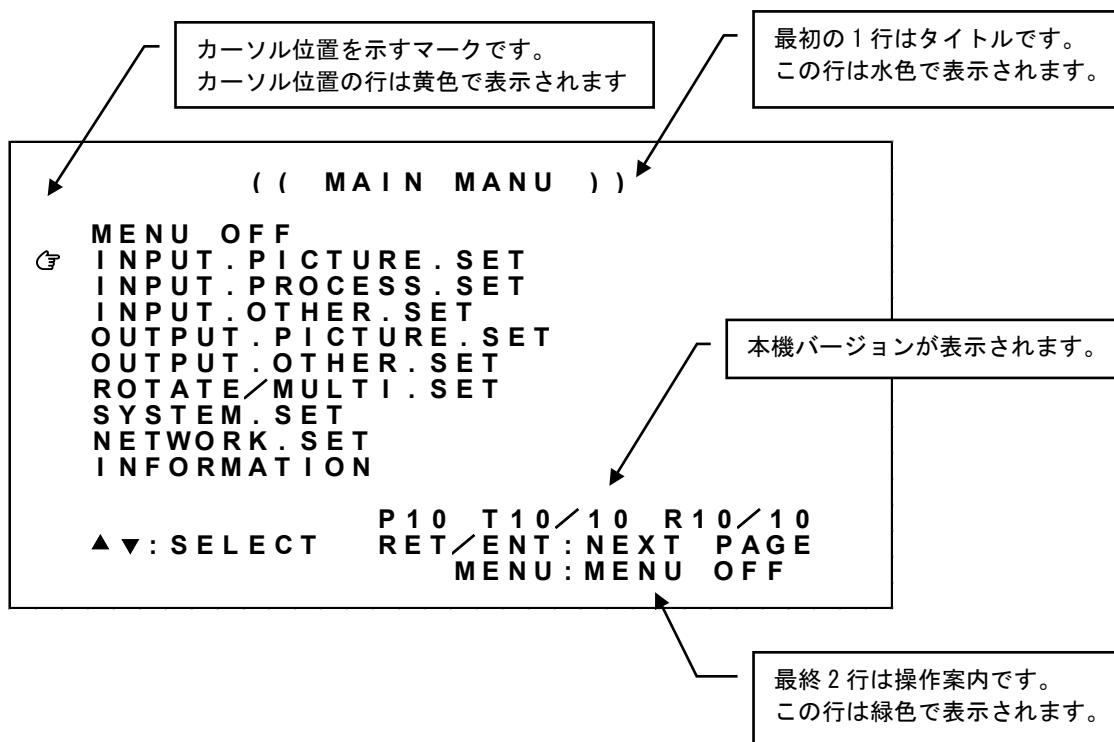 カーソル位置を示すマークです。
カーソル位置の行は黄色で表示されます
最初の1行はタイトルです。
この行は水色で表示されます。
(( MAIN MANU ))
MENU OFF
☞ INPUT.PICTURE.SET
INPUT.PROCESS.SET
INPUT.OTHER.SET
OUTPUT.PICTURE.SET
OUTPUT.OTHER.SET
ROTATE／MULTI.SET
SYSTEM.SET
NETWORK.SET
INFORMATION
本機バージョンが表示されます。
P10 T10／10 R10／10
▲▼:SELECT RET／ENT:NEXT PAGE
MENU:MENU OFF
最終2行は操作案内です。
この行は緑色で表示されます。